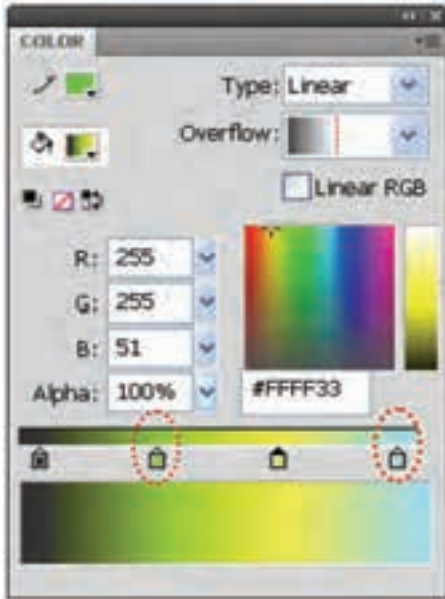 COLOR
Type: Linear
Overflow:
Linear RGB
R: 255
G: 255
B: 51
Alpha: 100%
#FFFF33